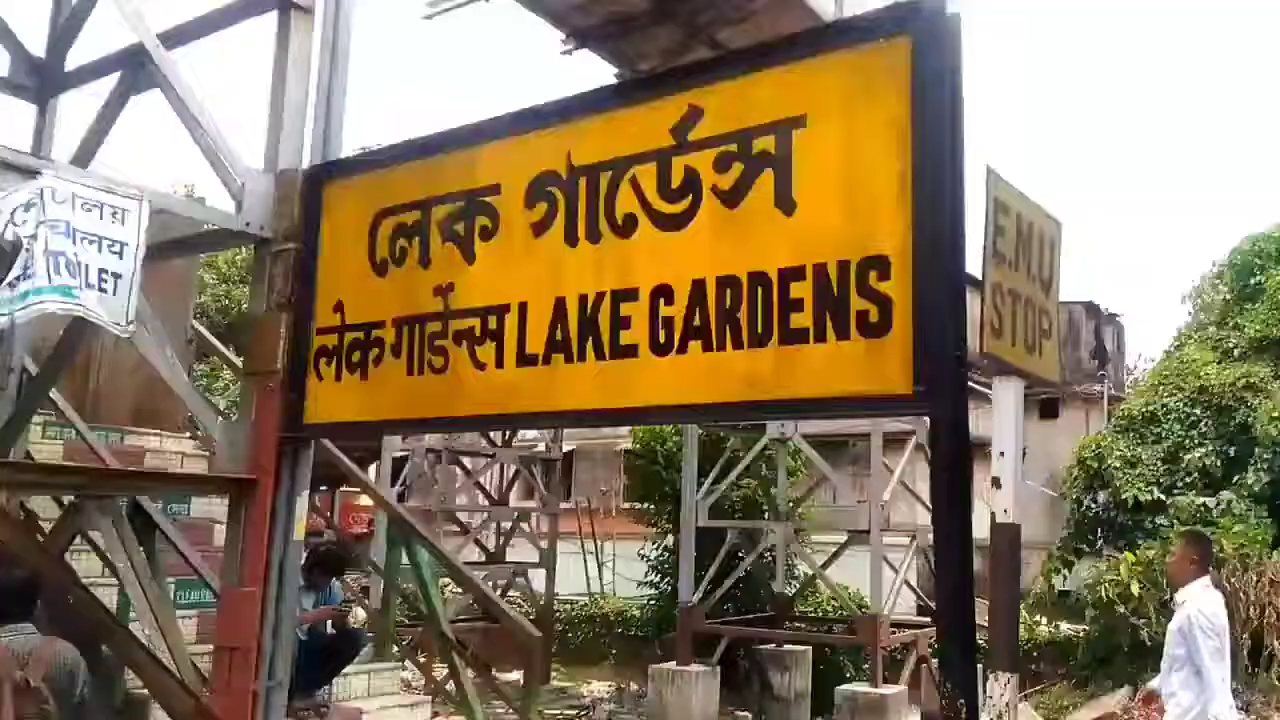 লেক গার্ডেন্স
लेक गार्डेन्स LAKE GARDENS
E.M.U
STOP
TOILET